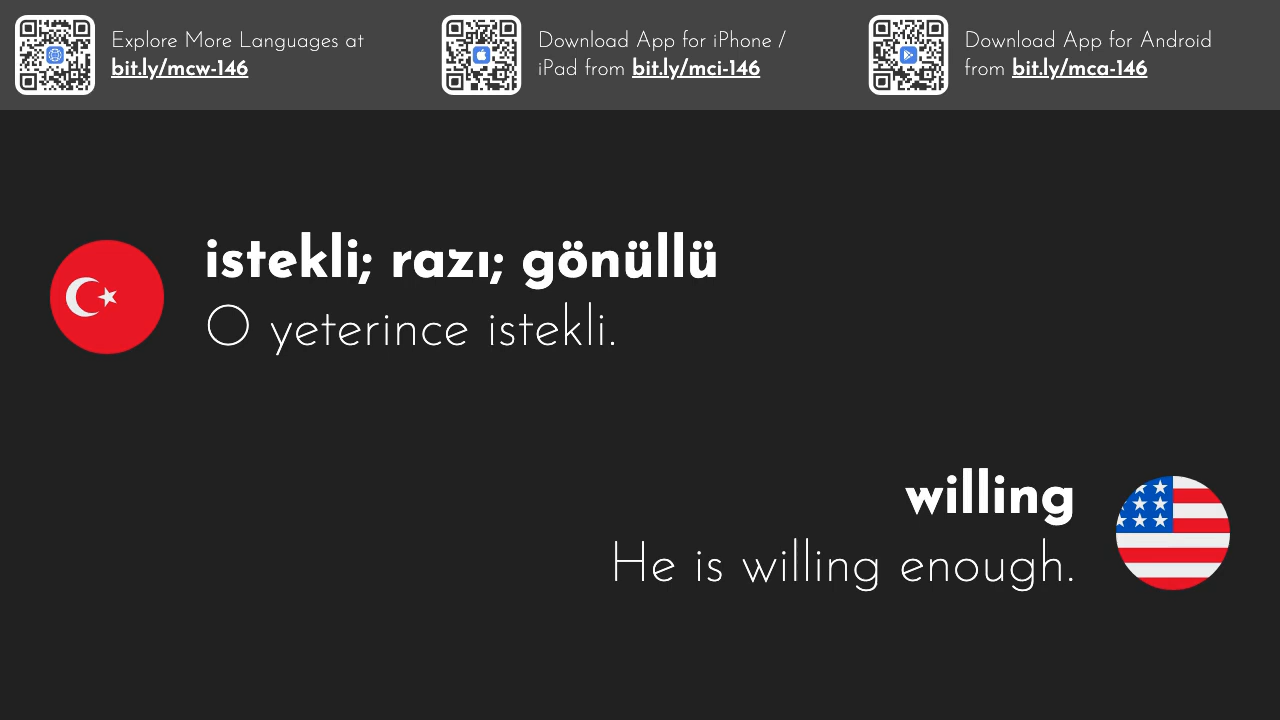 Explore More Languages at
bit.ly/mcw-146
Download App for iPhone /
iPad from bit.ly/mci-146
Download App for Android
from bit.ly/mca-146
istekli; razı; gönüllü
O yeterince istekli.
willing
He is willing enough.